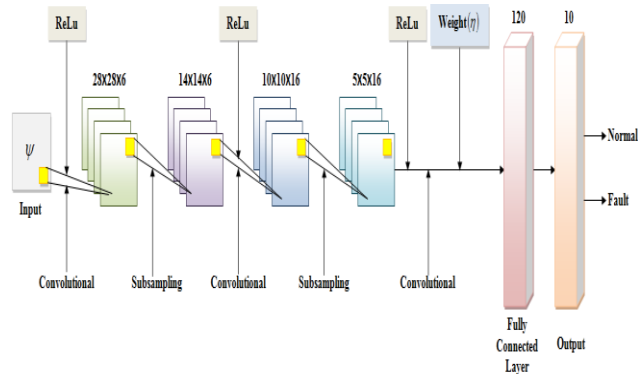 ReLu
ReLu
ReLu
Weight(η)
120
10
28x28x6
14x14x6
10x10x16
5x5x16
ψ
Input
Normal
Fault
Convolutional
Subsampling
Convolutional
Subsampling
Convolutional
Fully
Connected
Layer
Output